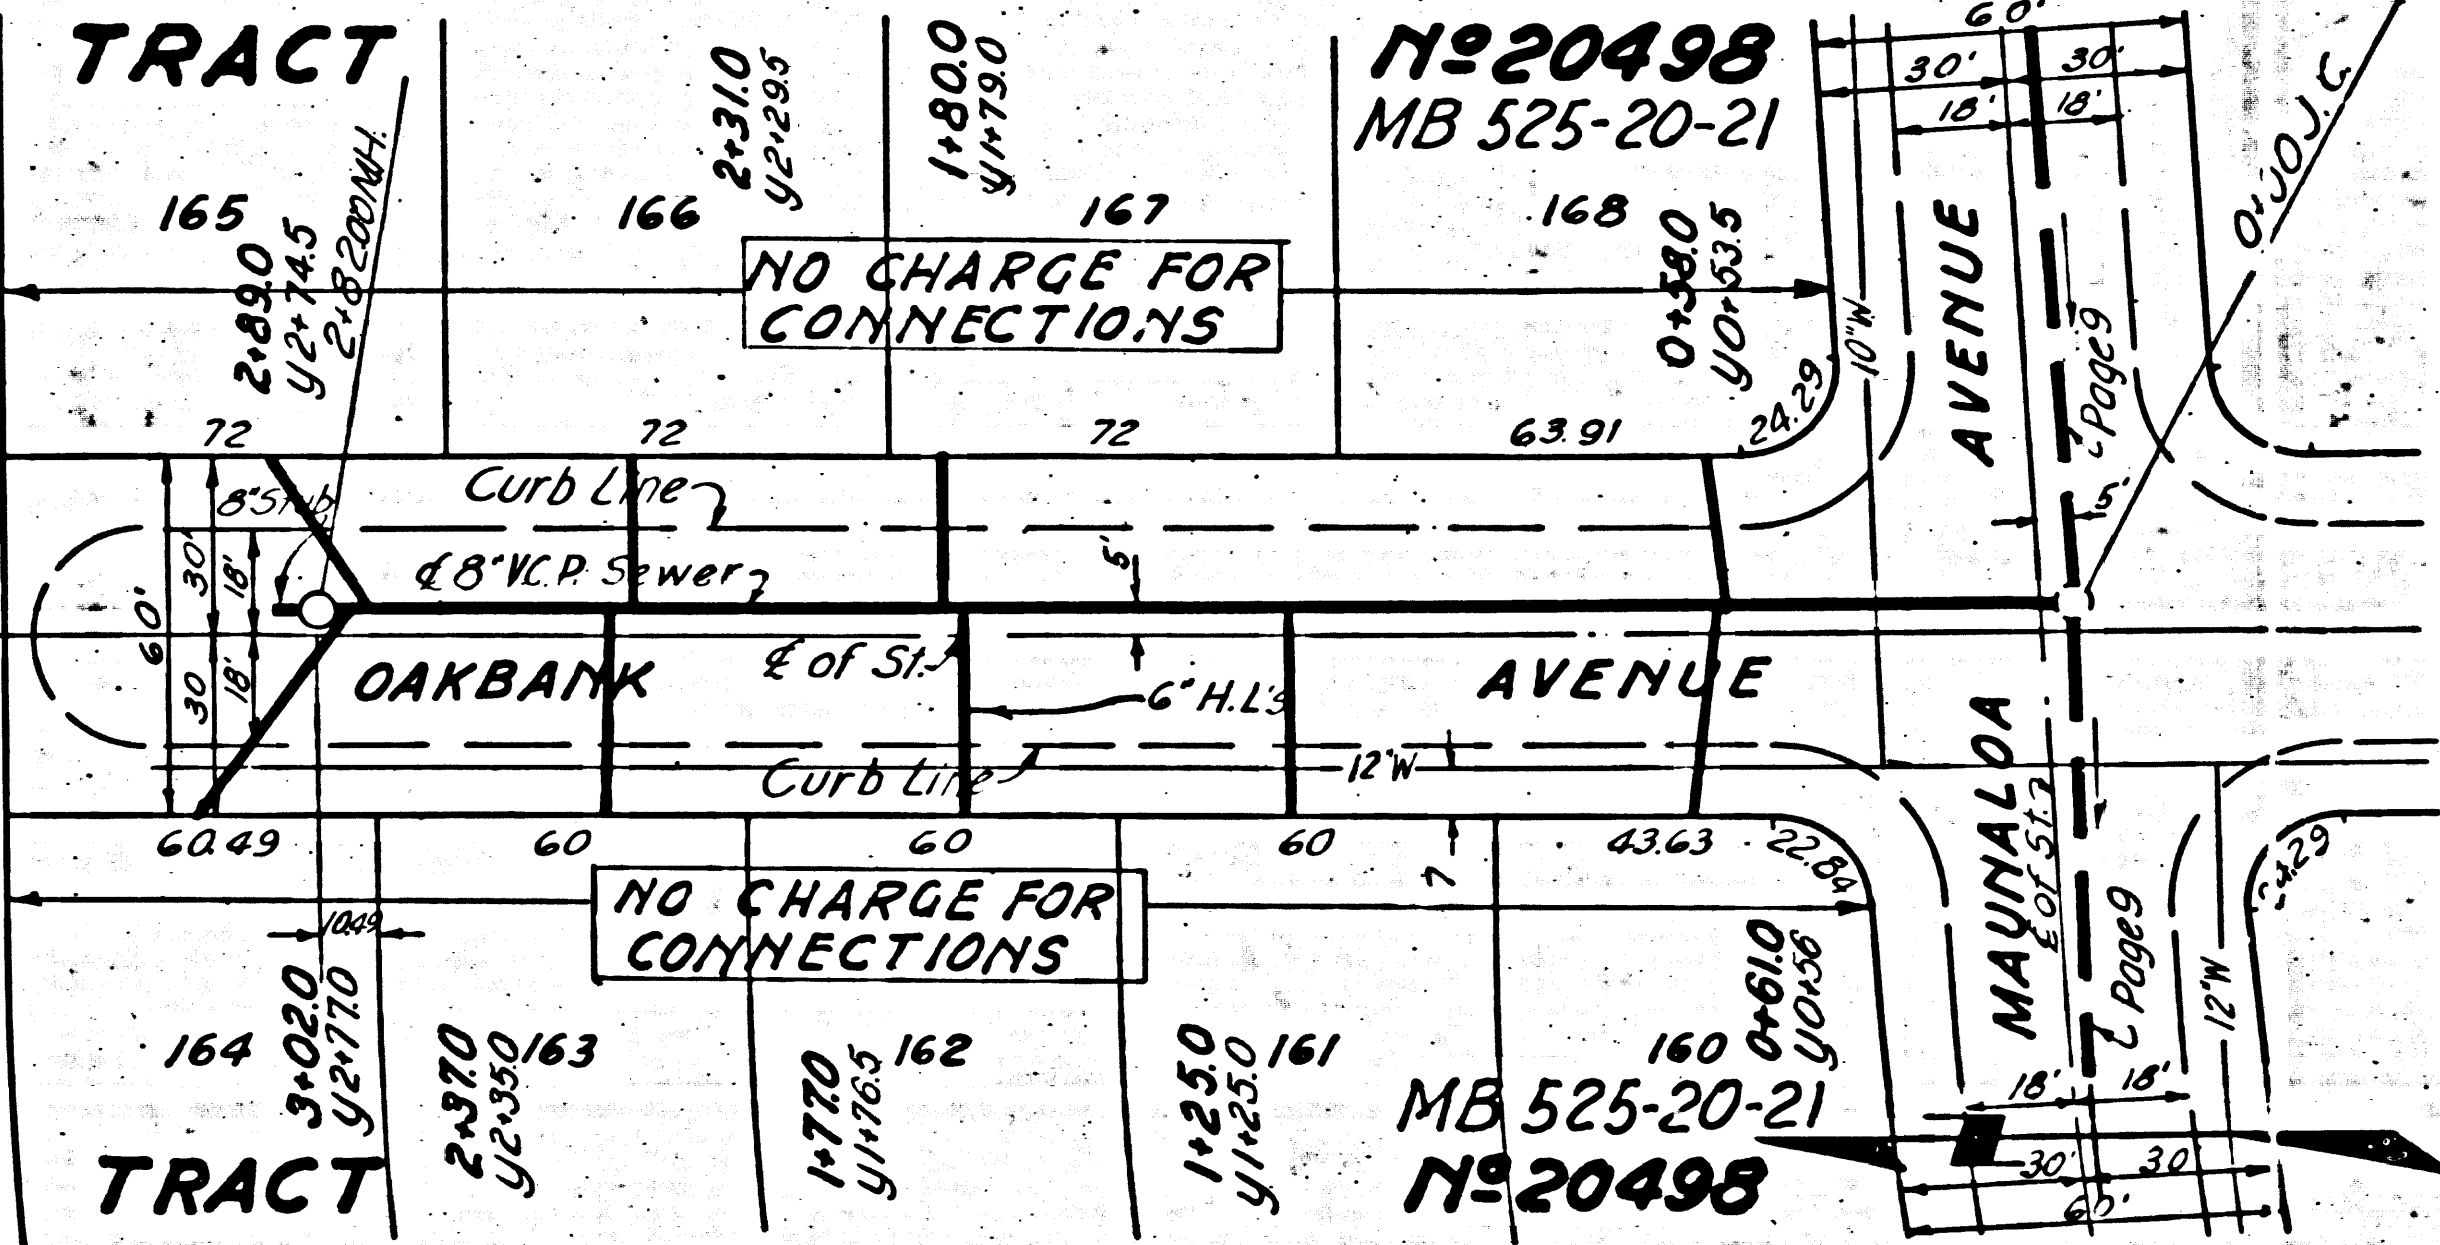 TRACT
Nº 20498
MB 525-20-21
165
166
167
168
2+89.0
Y2+74.5
2+82.00 M.H.
2+31.0
Y2+29.5
1+80.0
Y1+79.0
0+58.0
Y0+53.5
NO CHARGE FOR
CONNECTIONS
72
72
72
63.91
24.29
60'
30' 30'
18' 18'
10"W.
AVENUE
Page 9
5'
8" Stub
Curb Line
℄ 8" V.C.P. Sewer
5'
60'
30'
18'
30
18'
OAKBANK
℄ of St.
6" H.L's
AVENUE
Curb Line
12"W
60.49
60
60
60
43.63
22.84
7
24.29
MAUNALOA
℄ of St.
Page 9
12"W
NO CHARGE FOR
CONNECTIONS
10.49
164
163
162
161
160
3+02.0
Y2+77.0
2+37.0
Y2+35.0
1+77.0
Y1+76.5
1+25.0
Y1+25.0
0+61.0
Y0+56
MB 525-20-21
TRACT
Nº 20498
18' 18'
30' 30
60'